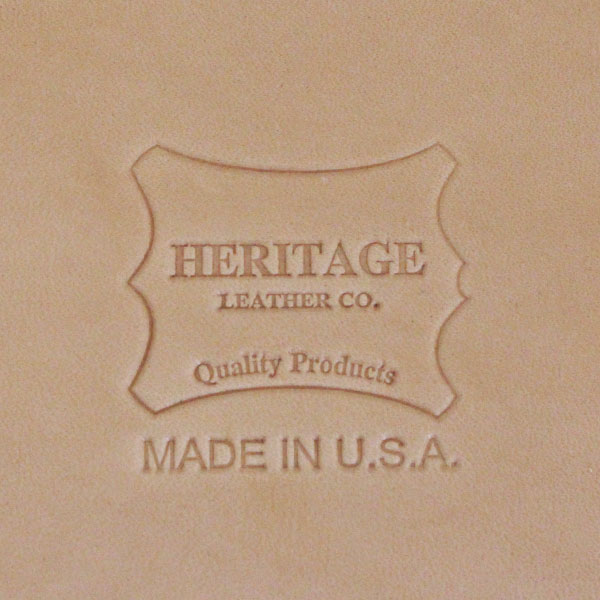 HERITAGE
LEATHER CO.
Quality Products
MADE IN U.S.A.